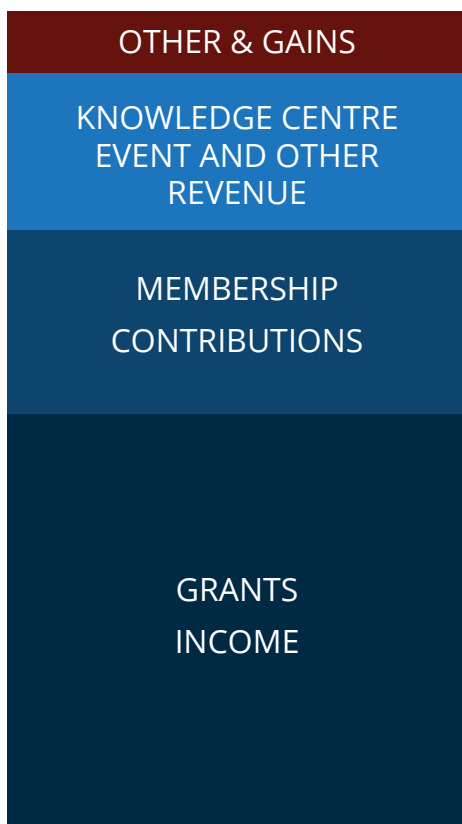 OTHER & GAINS
KNOWLEDGE CENTRE
EVENT AND OTHER
REVENUE
MEMBERSHIP
CONTRIBUTIONS
GRANTS
INCOME